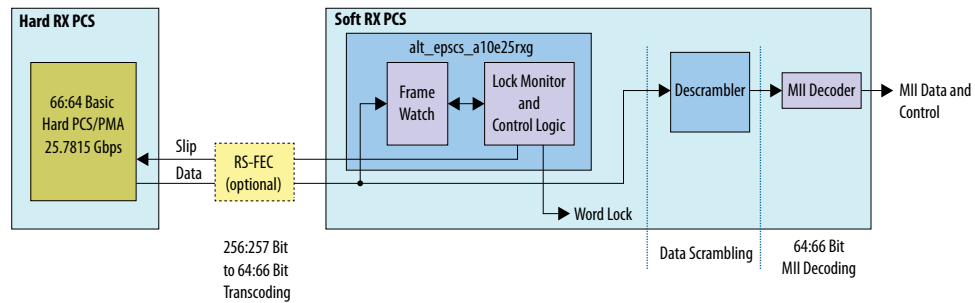 Hard RX PCS
Soft RX PCS
alt_epscs_a10e25rxg
66:64 Basic
Hard PCS/PMA
25.7815 Gbps
Frame
Watch
Lock Monitor
and
Control Logic
Descrambler
MII Decoder
MII Data and
Control
Slip
Data
RS-FEC
(optional)
Word Lock
256:257 Bit
to 64:66 Bit
Transcoding
Data Scrambling
64:66 Bit
MII Decoding